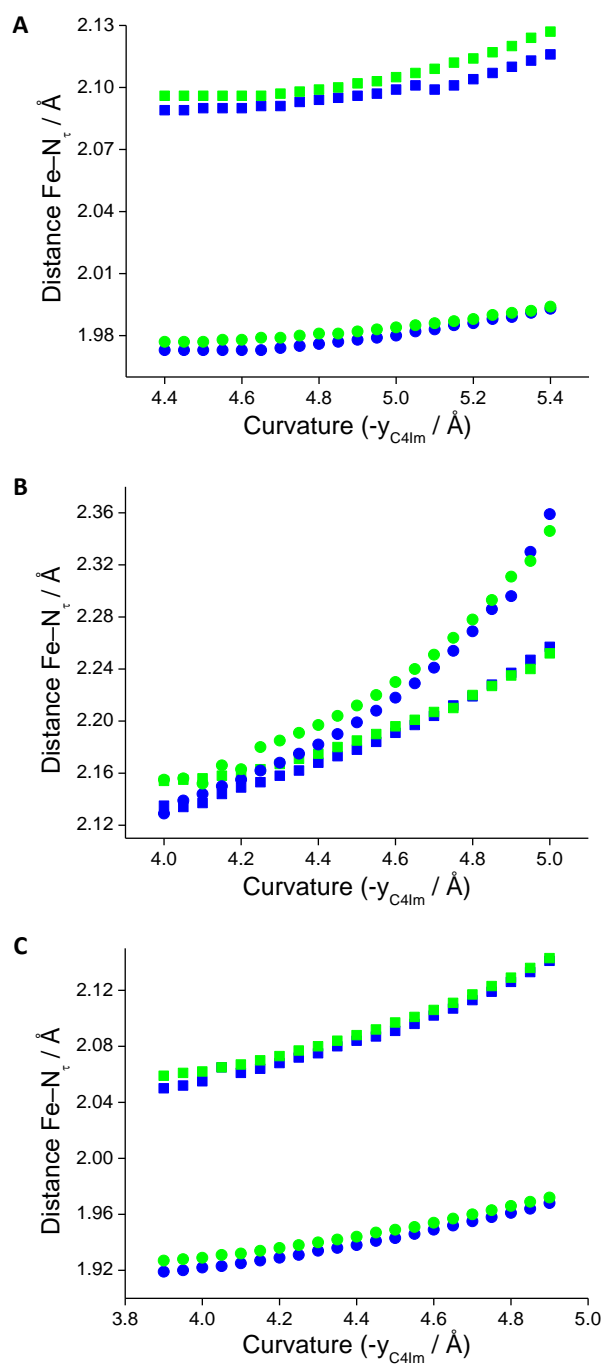 A
2.13
2.10
2.07
2.04
2.01
1.98
Distance Fe–Nτ / Å
4.4 4.6 4.8 5.0 5.2 5.4
Curvature (-yC4Im / Å)
B
2.36
2.32
2.28
2.24
2.20
2.16
2.12
Distance Fe–Nτ / Å
4.0 4.2 4.4 4.6 4.8 5.0
Curvature (-yC4Im / Å)
C
2.12
2.08
2.04
2.00
1.96
1.92
Distance Fe–Nτ / Å
3.8 4.0 4.2 4.4 4.6 4.8 5.0
Curvature (-yC4Im / Å)